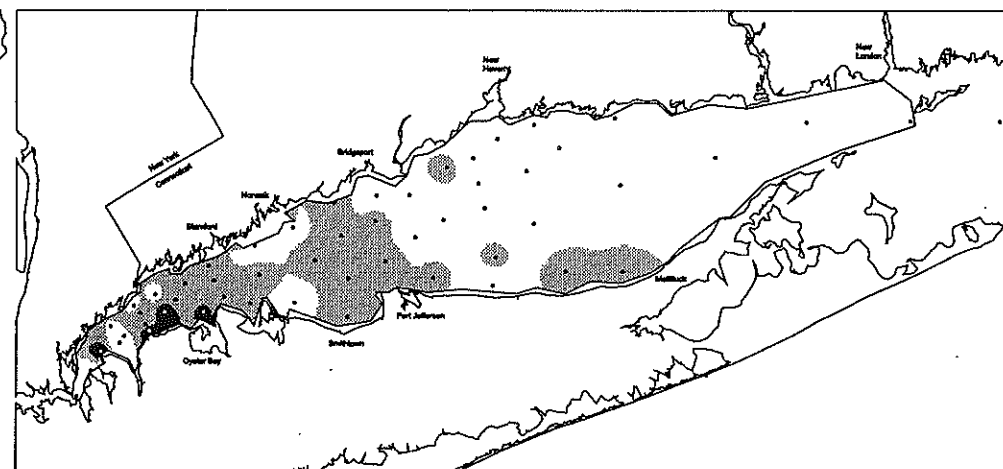 New
London
New
Haven
Bridgeport
New York
Connecticut
Norwalk
Stamford
Mattituck
Port Jefferson
Smithtown
Oyster Bay